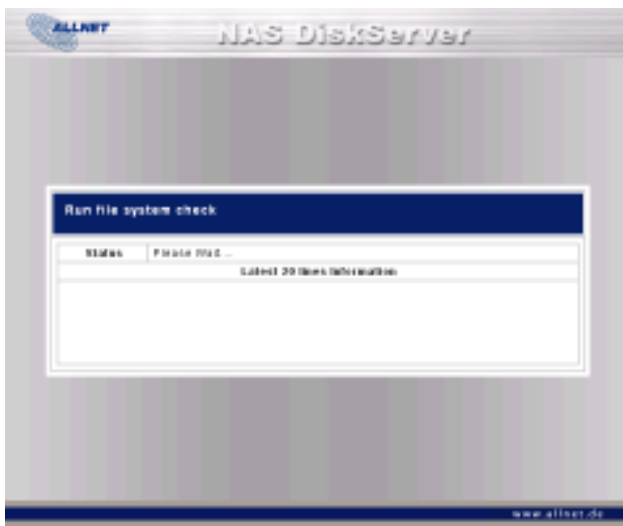 ALLNET
NAS DiskServer
Run file system check
Status
Please Wait...
Latest 20 lines Information
www.allnet.de